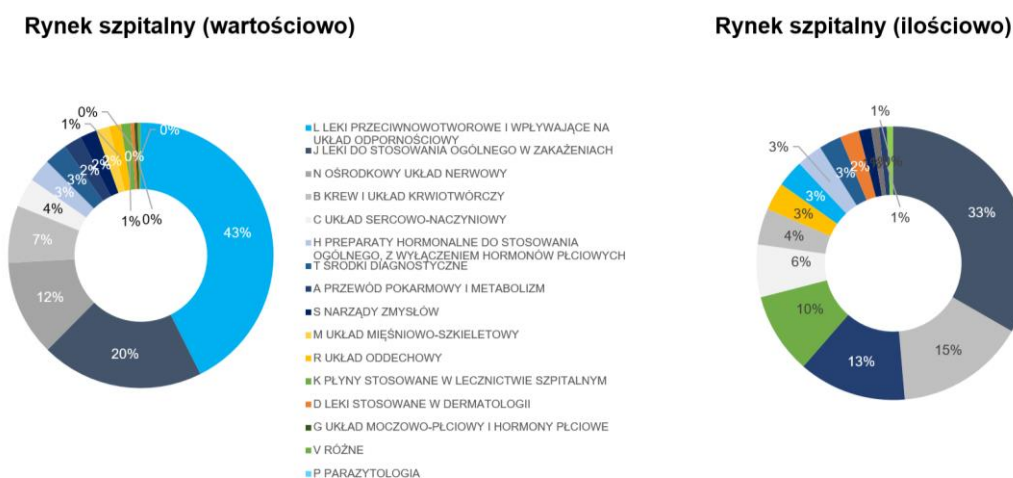 Rynek szpitalny (wartościowo)
0%
0%
1%
2%
0%
2%
2%
2%
3%
3%
4%
7%
12%
20%
43%
1%
0%
L LEKI PRZECIWNOWOTWOROWE I WPŁYWAJĄCE NA
UKŁAD ODPORNOŚCIOWY
J LEKI DO STOSOWANIA OGÓLNEGO W ZAKAŻENIACH
N OŚRODKOWY UKŁAD NERWOWY
B KREW I UKŁAD KRWIOTWÓRCZY
C UKŁAD SERCOWO-NACZYNIOWY
H PREPARATY HORMONALNE DO STOSOWANIA
OGÓLNEGO, Z WYŁĄCZENIEM HORMONÓW PŁCIOWYCH
T ŚRODKI DIAGNOSTYCZNE
A PRZEWÓD POKARMOWY I METABOLIZM
S NARZĄDY ZMYSŁÓW
M UKŁAD MIĘŚNIOWO-SZKIELETOWY
R UKŁAD ODDECHOWY
K PŁYNY STOSOWANE W LECZNICTWIE SZPITALNYM
D LEKI STOSOWANE W DERMATOLOGII
G UKŁAD MOCZOWO-PŁCIOWY I HORMONY PŁCIOWE
V RÓŻNE
P PARAZYTOLOGIA
Rynek szpitalny (ilościowo)
1%
3%
3%
2%
3%
3%
4%
6%
10%
13%
15%
33%
1%